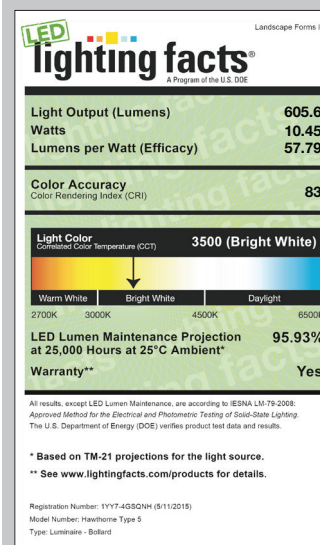 Landscape Forms
LED
lighting facts®
A Program of the U.S. DOE
Light Output (Lumens) 605.6
Watts 10.45
Lumens per Watt (Efficacy) 57.79
Color Accuracy
Color Rendering Index (CRI) 83
Light Color
Correlated Color Temperature (CCT) 3500 (Bright White)
Warm White Bright White Daylight
2700K 3000K 4500K 6500K
LED Lumen Maintenance Projection
at 25,000 Hours at 25°C Ambient* 95.93%
Warranty** Yes
All results, except LED Lumen Maintenance, are according to IESNA LM-79-2008:
Approved Method for the Electrical and Photometric Testing of Solid-State Lighting.
The U.S. Department of Energy (DOE) verifies product test data and results.
* Based on TM-21 projections for the light source.
** See www.lightingfacts.com/products for details.
Registration Number: 1YY7-4GSQNH (5/11/2015)
Model Number: Hawthorne Type 5
Type: Luminaire - Bollard